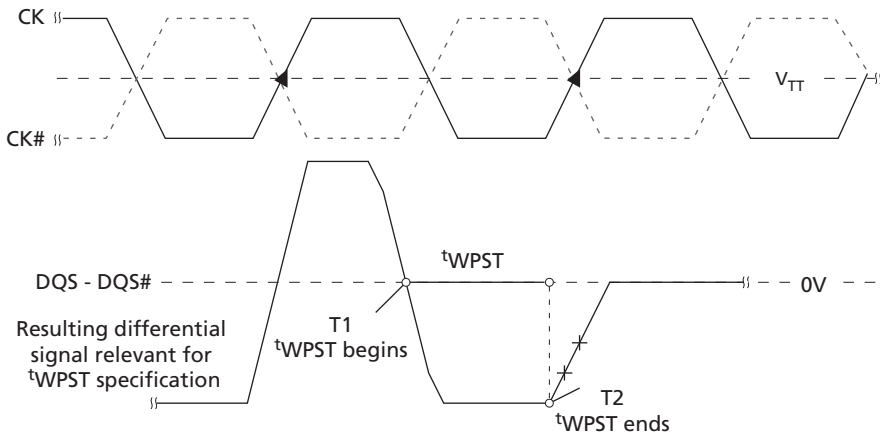 CK
V_TT
CK#
tWPST
DQS - DQS#
0V
Resulting differential
signal relevant for
tWPST specification
T1
tWPST begins
T2
tWPST ends